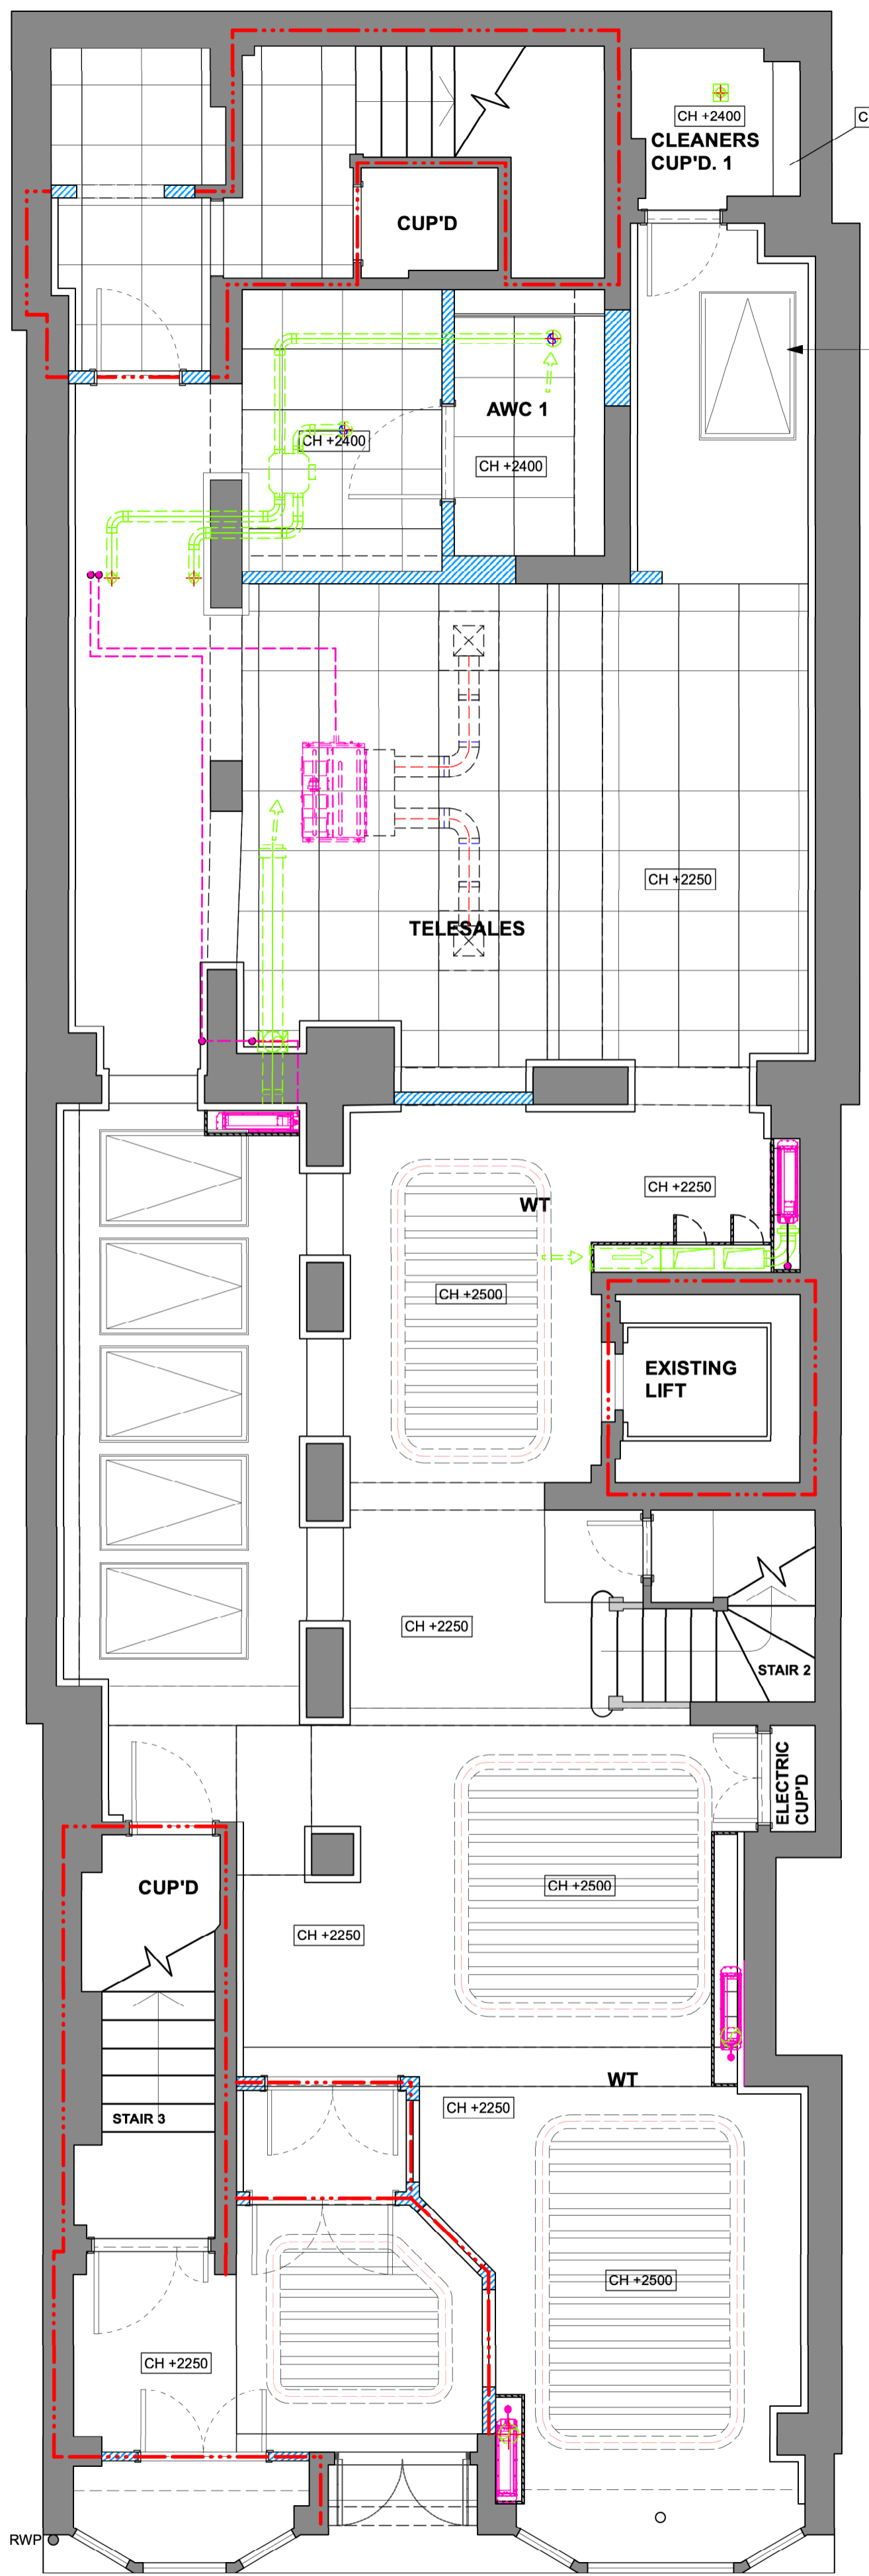 CH +2400
CLEANERS
CUP'D. 1
C
CUP'D
AWC 1
CH +2400
CH +2400
CH +2250
TELESALES
CH +2250
WT
CH +2500
EXISTING
LIFT
CH +2250
STAIR 2
ELECTRIC
CUP'D
CUP'D
CH +2500
CH +2250
WT
CH +2250
STAIR 3
CH +2500
CH +2250
RWP